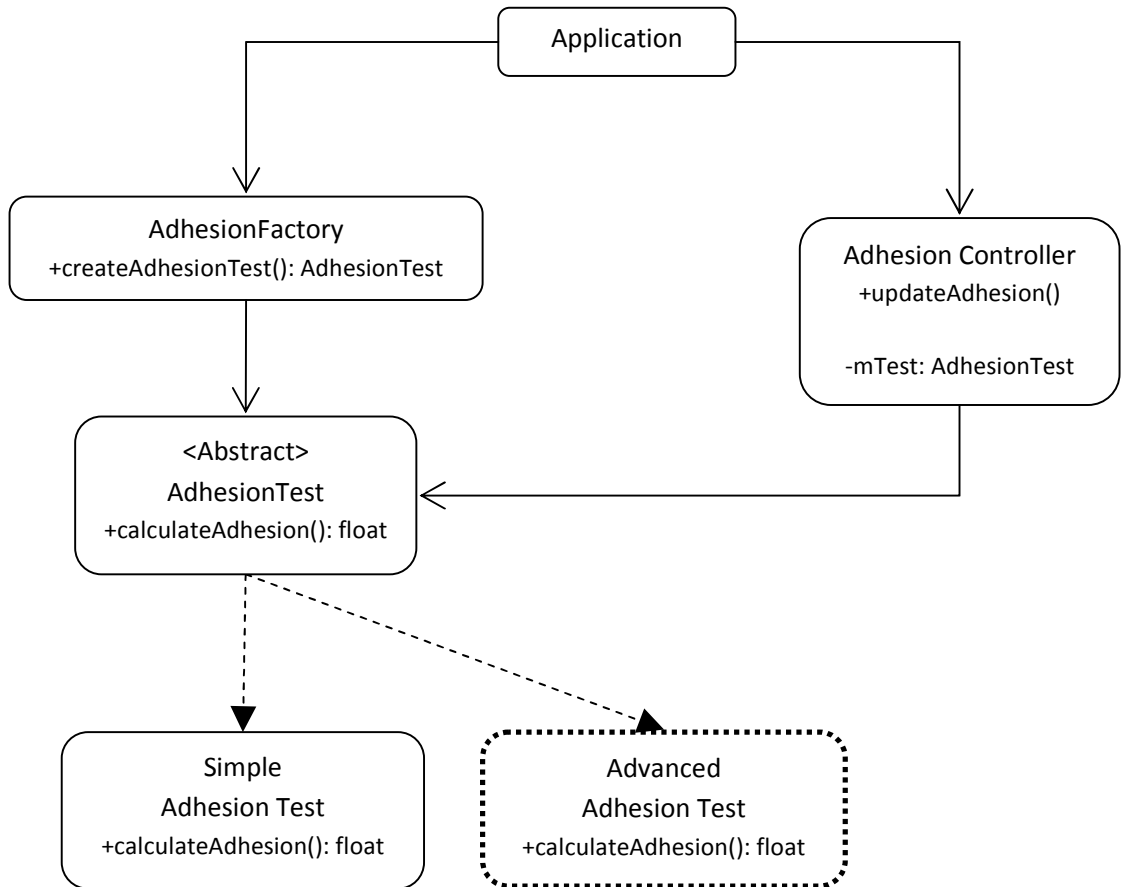 Application
AdhesionFactory
+createAdhesionTest(): AdhesionTest
Adhesion Controller
+updateAdhesion()
-mTest: AdhesionTest
<Abstract>
AdhesionTest
+calculateAdhesion(): float
Simple
Adhesion Test
+calculateAdhesion(): float
Advanced
Adhesion Test
+calculateAdhesion(): float